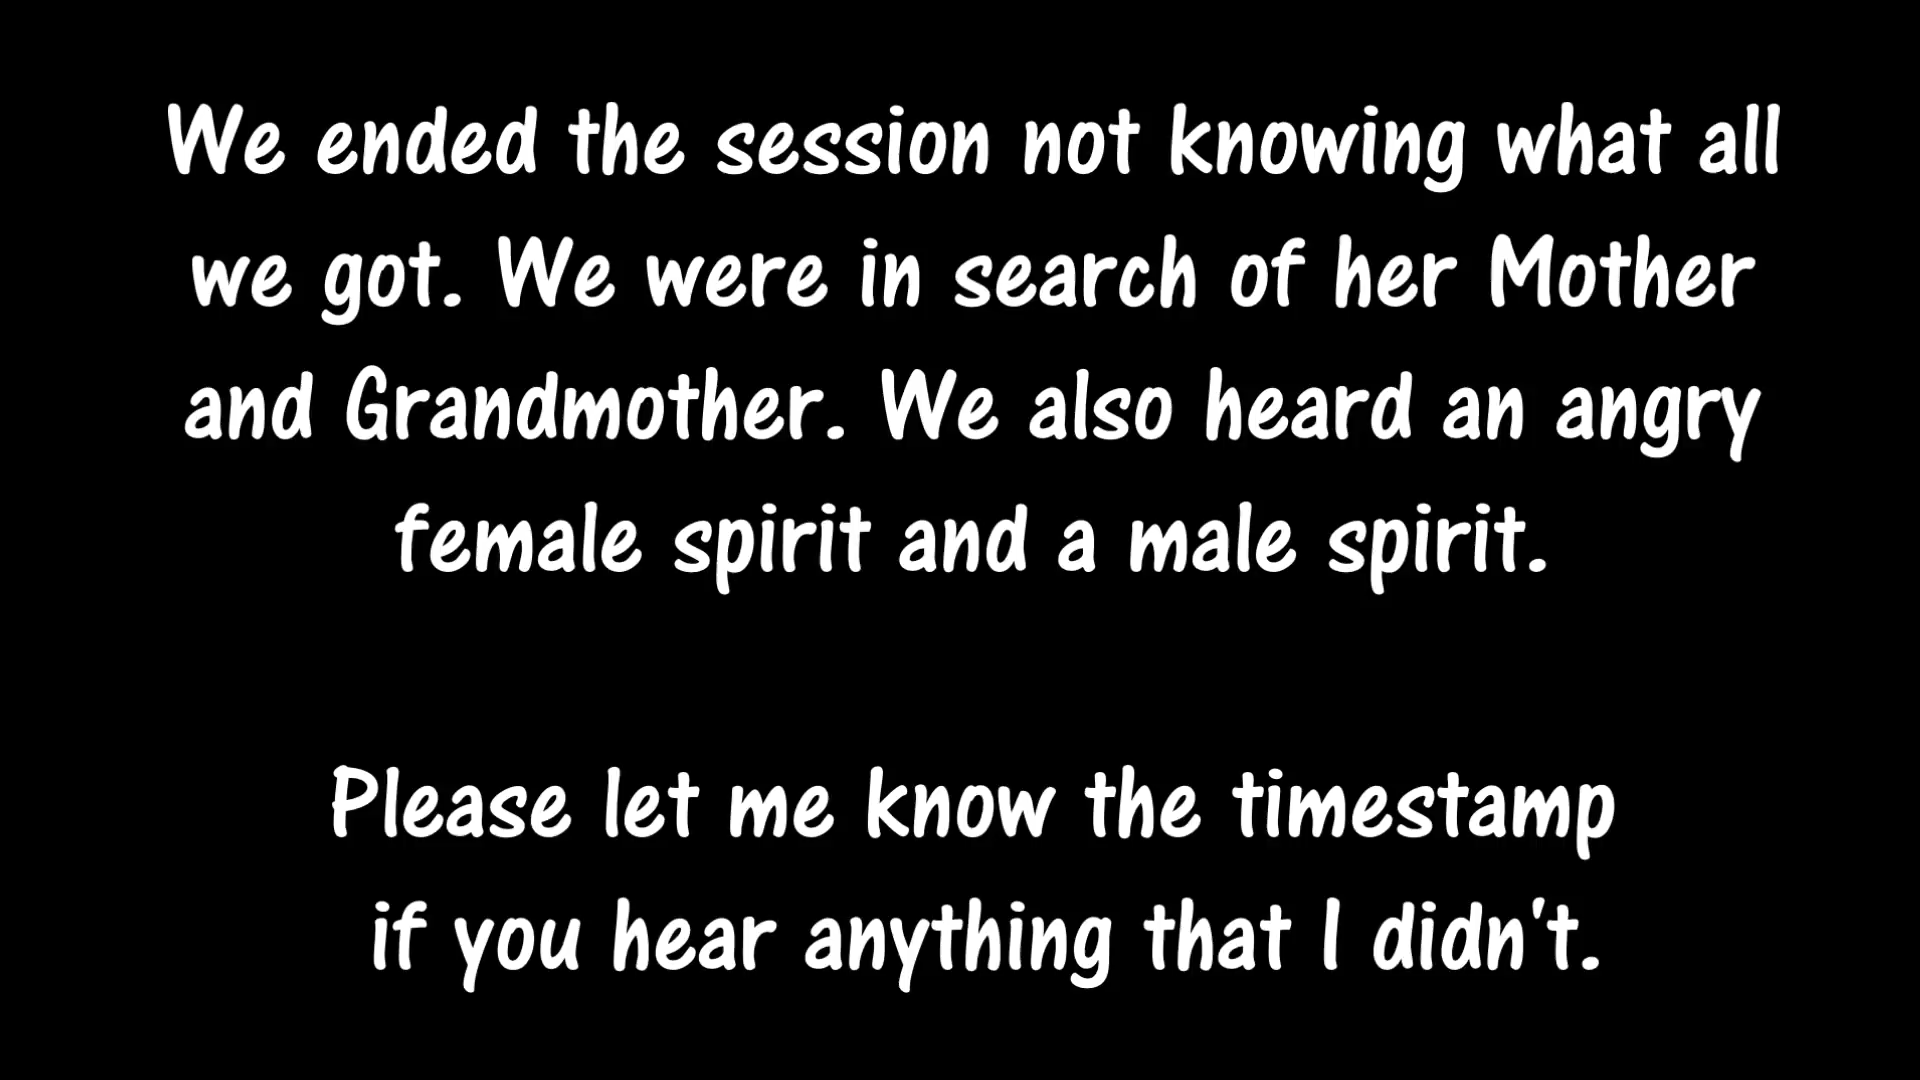 We ended the session not knowing what all
we got. We were in search of her Mother
and Grandmother. We also heard an angry
female spirit and a male spirit.
Please let me know the timestamp
if you hear anything that I didn't.